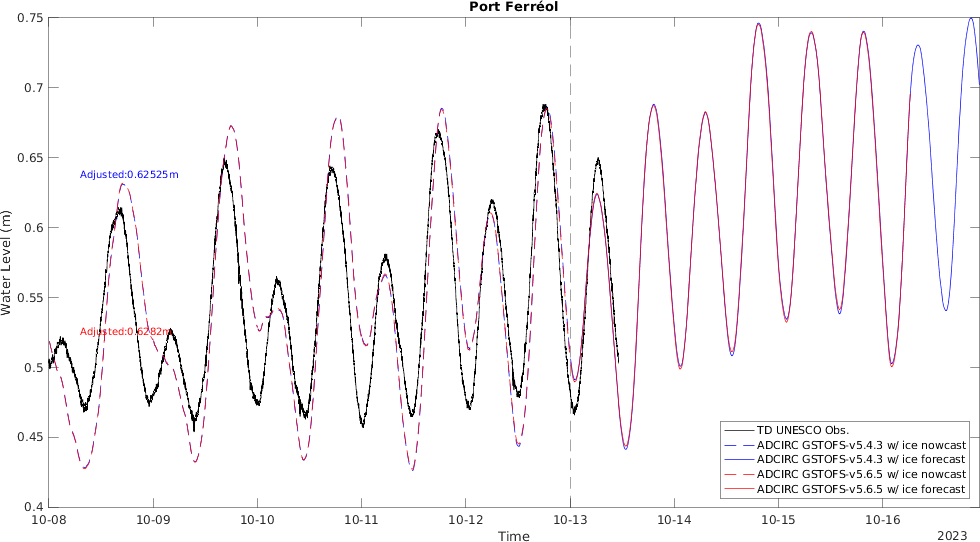 Port Ferréol
0.75
0.7
0.65
0.6
0.55
0.5
0.45
0.4
Water Level (m)
Adjusted:0.62525m
Adjusted:0.6282m
TD UNESCO Obs.
ADCIRC GSTOFS-v5.4.3 w/ ice nowcast
ADCIRC GSTOFS-v5.4.3 w/ ice forecast
ADCIRC GSTOFS-v5.6.5 w/ ice nowcast
ADCIRC GSTOFS-v5.6.5 w/ ice forecast
10-08 10-09 10-10 10-11 10-12 10-13 10-14 10-15 10-16
Time
2023